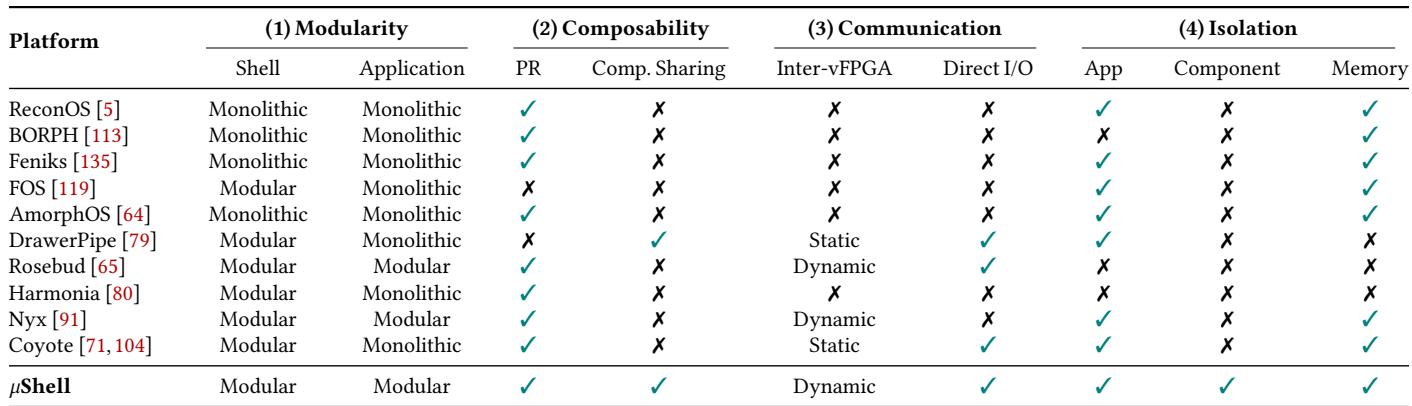 Platform (1) Modularity (2) Composability (3) Communication (4) Isolation
Shell Application PR Comp. Sharing Inter-vFPGA Direct I/O App Component Memory
ReconOS [5] Monolithic Monolithic ✓ ✗ ✗ ✗ ✓ ✗ ✓
BORPH [113] Monolithic Monolithic ✓ ✗ ✗ ✗ ✗ ✗ ✓
Feniks [135] Monolithic Monolithic ✓ ✗ ✗ ✗ ✓ ✗ ✓
FOS [119] Modular Monolithic ✗ ✗ ✗ ✗ ✓ ✗ ✓
AmorphOS [64] Monolithic Monolithic ✓ ✗ ✗ ✗ ✓ ✗ ✓
DrawerPipe [79] Modular Monolithic ✗ ✓ Static ✓ ✓ ✗ ✗
Rosebud [65] Modular Modular ✓ ✗ Dynamic ✓ ✗ ✗ ✗
Harmonia [80] Modular Monolithic ✓ ✗ ✗ ✗ ✗ ✗ ✗
Nyx [91] Modular Modular ✓ ✗ Dynamic ✗ ✓ ✗ ✓
Coyote [71, 104] Modular Monolithic ✓ ✗ Static ✓ ✓ ✗ ✓
μShell Modular Modular ✓ ✓ Dynamic ✓ ✓ ✓ ✓